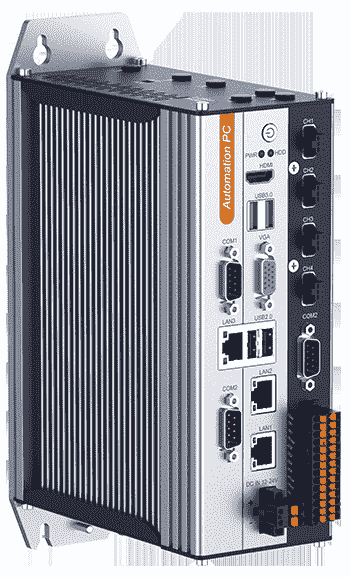 Automation PC
PWR
HDD
HDMI
USB3.0
COM1
VGA
LAN3
USB2.0
COM2
LAN2
LAN1
DC IN 12-24V
CH1
CH2
CH3
CH4
COM2